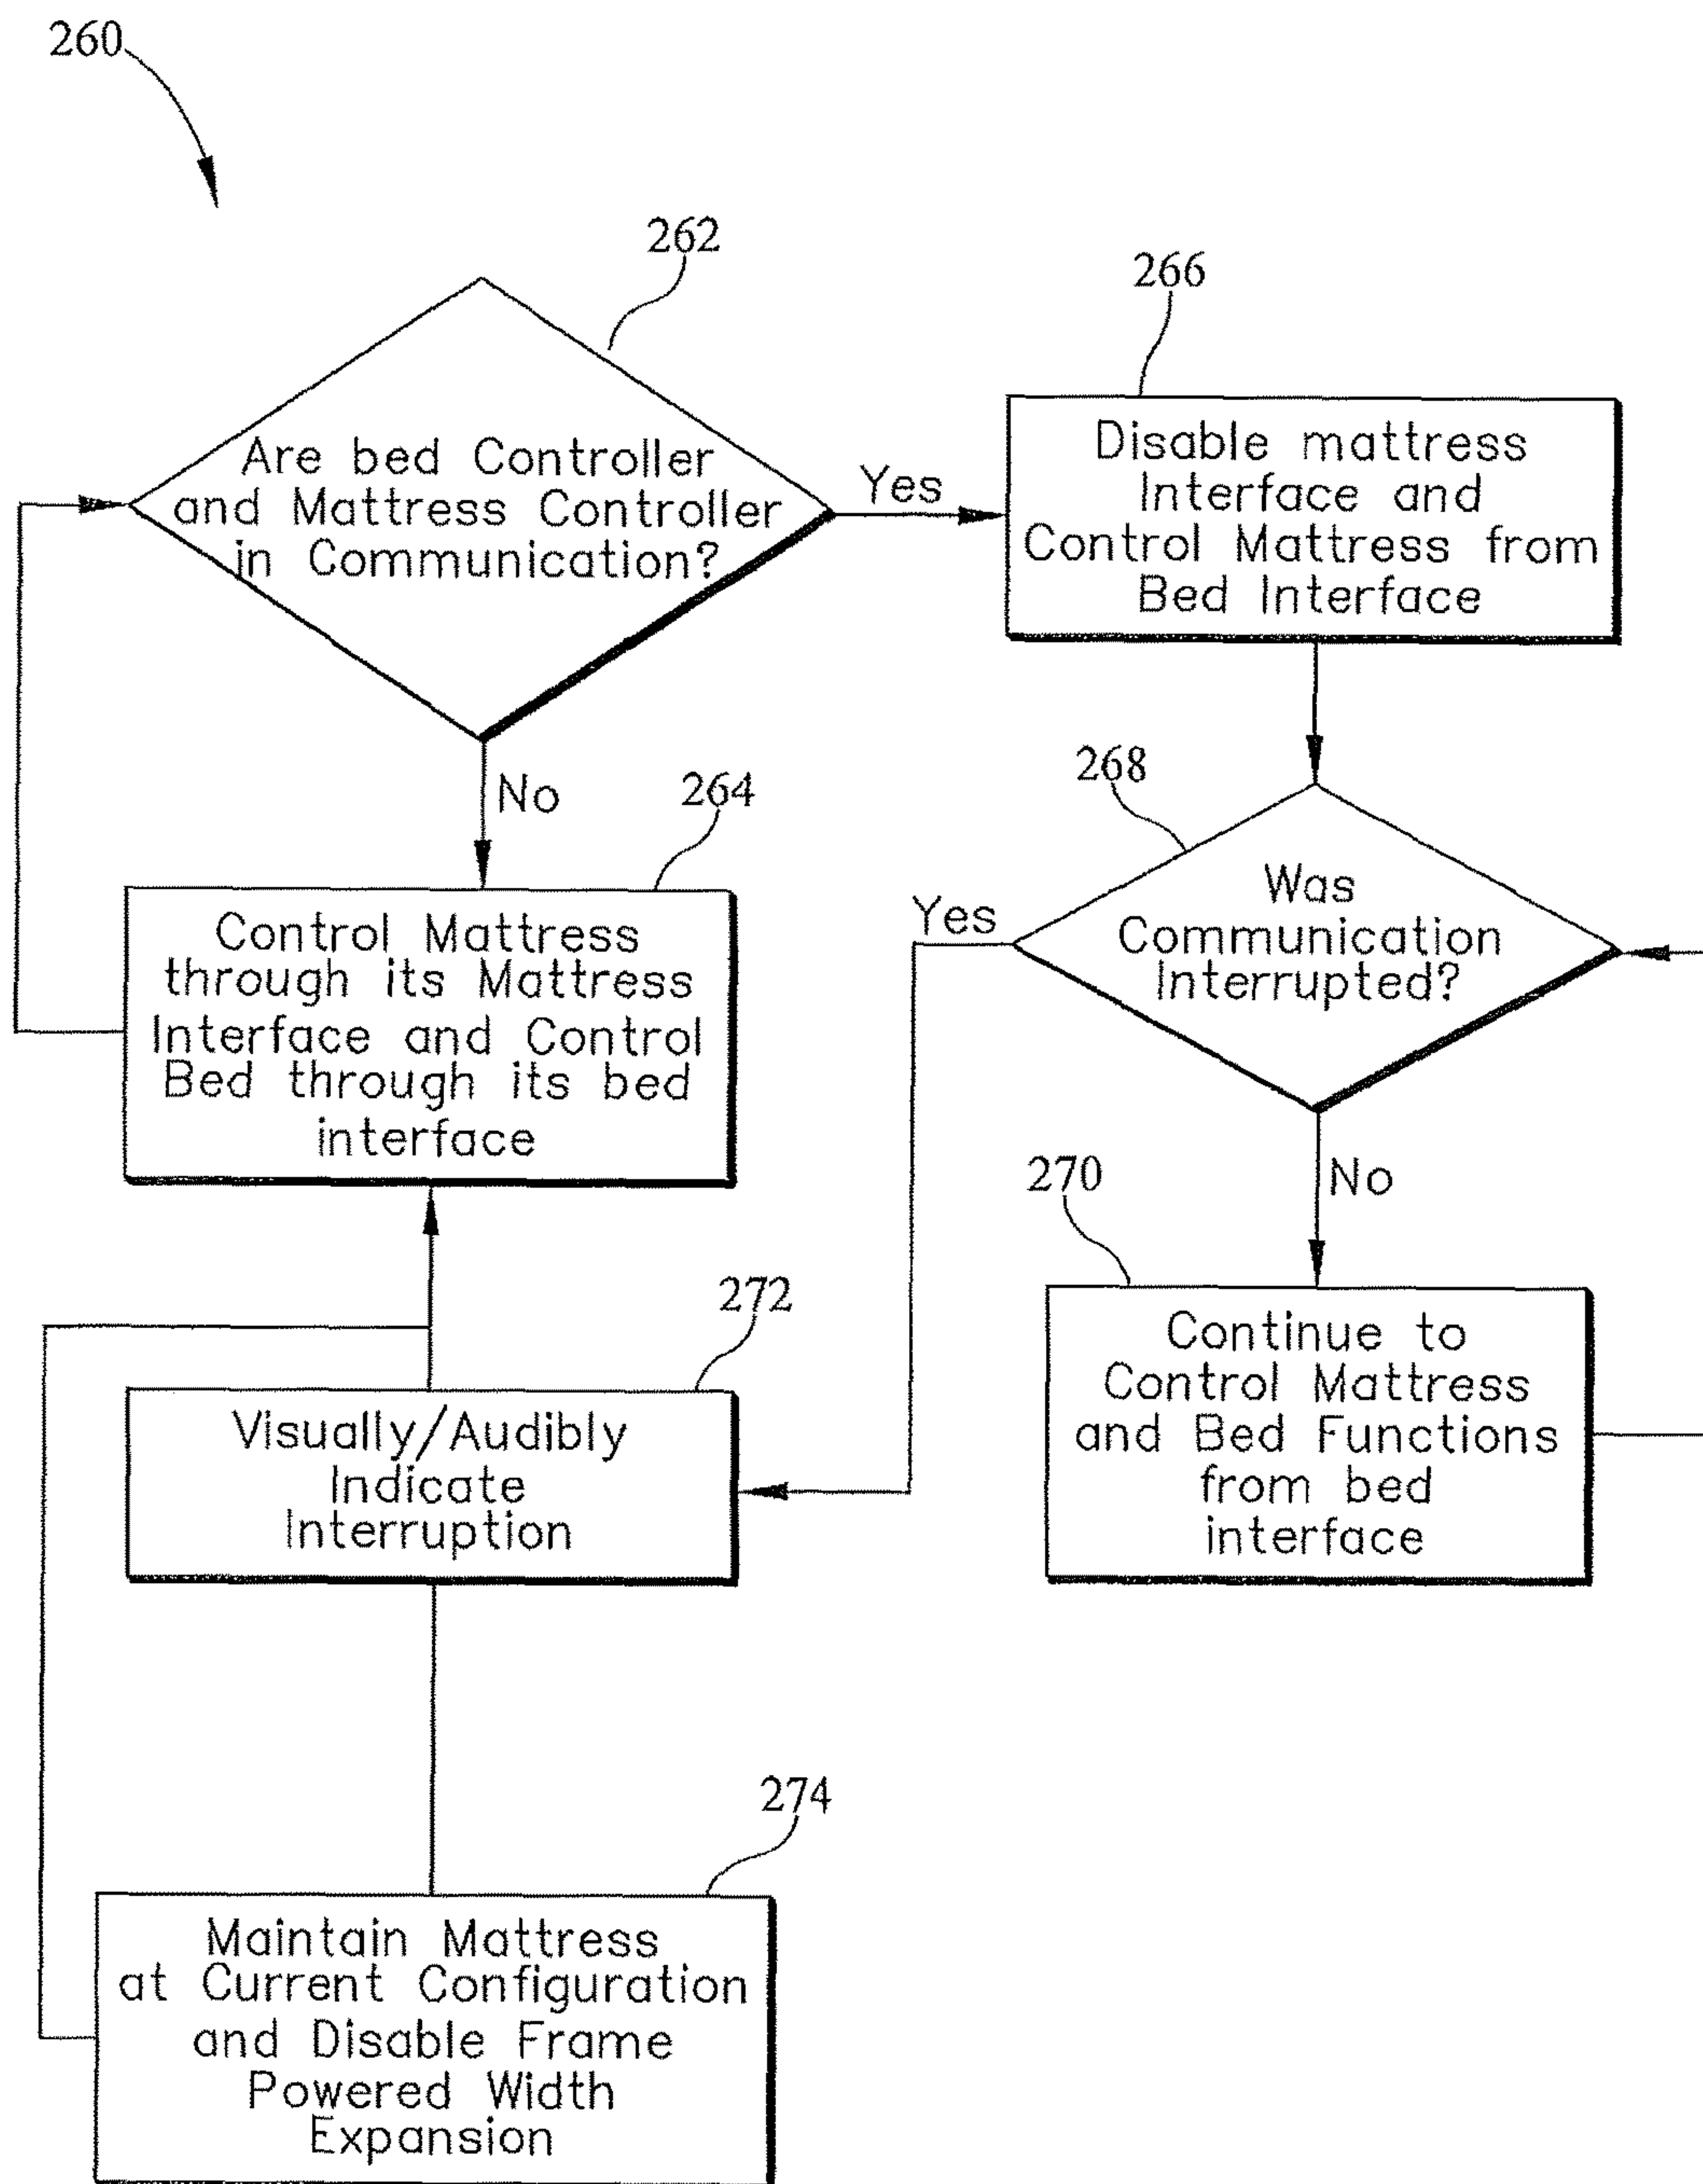 260
262
Are bed Controller
and Mattress Controller
in Communication?
Yes
No
266
Disable mattress
Interface and
Control Mattress from
Bed Interface
264
Control Mattress
through its Mattress
Interface and Control
Bed through its bed
interface
268
Was
Communication
Interrupted?
Yes
No
270
Continue to
Control Mattress
and Bed Functions
from bed
interface
272
Visually/Audibly
Indicate
Interruption
274
Maintain Mattress
at Current Configuration
and Disable Frame
Powered Width
Expansion